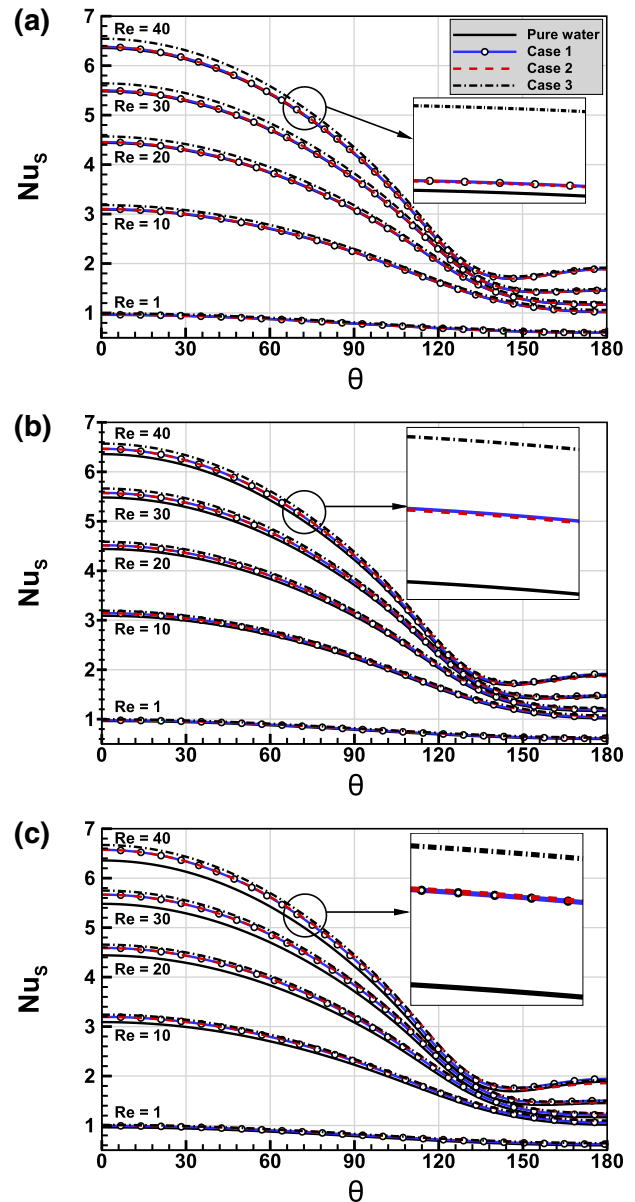 (a)
Pure water
Case 1
Case 2
Case 3
Nu_S
7
6
5
4
3
2
1
Re = 40
Re = 30
Re = 20
Re = 10
Re = 1
0 30 60 90 120 150 180
θ
(b)
Nu_S
7
6
5
4
3
2
1
Re = 40
Re = 30
Re = 20
Re = 10
Re = 1
0 30 60 90 120 150 180
θ
(c)
Nu_S
7
6
5
4
3
2
1
Re = 40
Re = 30
Re = 20
Re = 10
Re = 1
0 30 60 90 120 150 180
θ